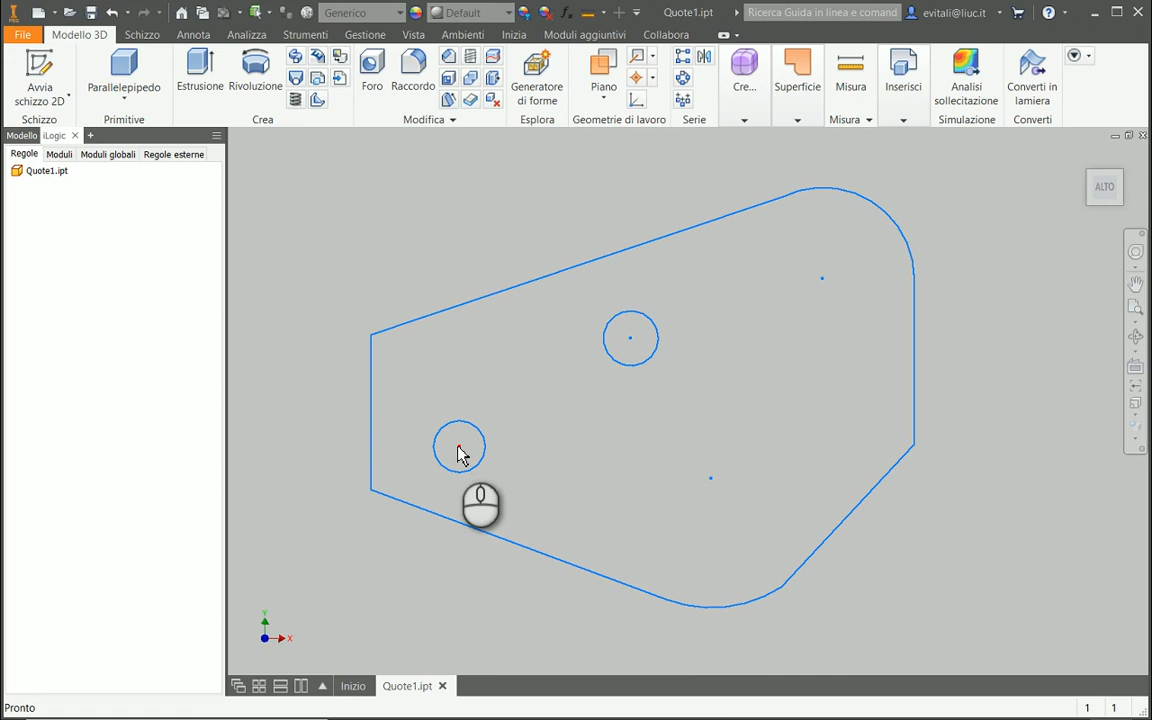 Generico
Default
Quote1.ipt
Ricerca Guida in linea e comand
evitali@liuc.it
File
Modello 3D
Schizzo
Annota
Analizza
Strumenti
Gestione
Vista
Ambienti
Inizia
Moduli aggiuntivi
Collabora
Avvia
schizzo 2D
Parallelepipedo
Estrusione
Rivoluzione
Foro
Raccordo
Generatore
di forme
Piano
Cre...
Superficie
Misura
Inserisci
Analisi
sollecitazione
Converti in
lamiera
Schizzo
Primitive
Crea
Modifica
Esplora
Geometrie di lavoro
Serie
Misura
Simulazione
Converti
Modello
iLogic
Regole
Moduli
Moduli globali
Regole esterne
Quote1.ipt
ALTO
Y
X
Inizio
Quote1.ipt
Pronto
1
1